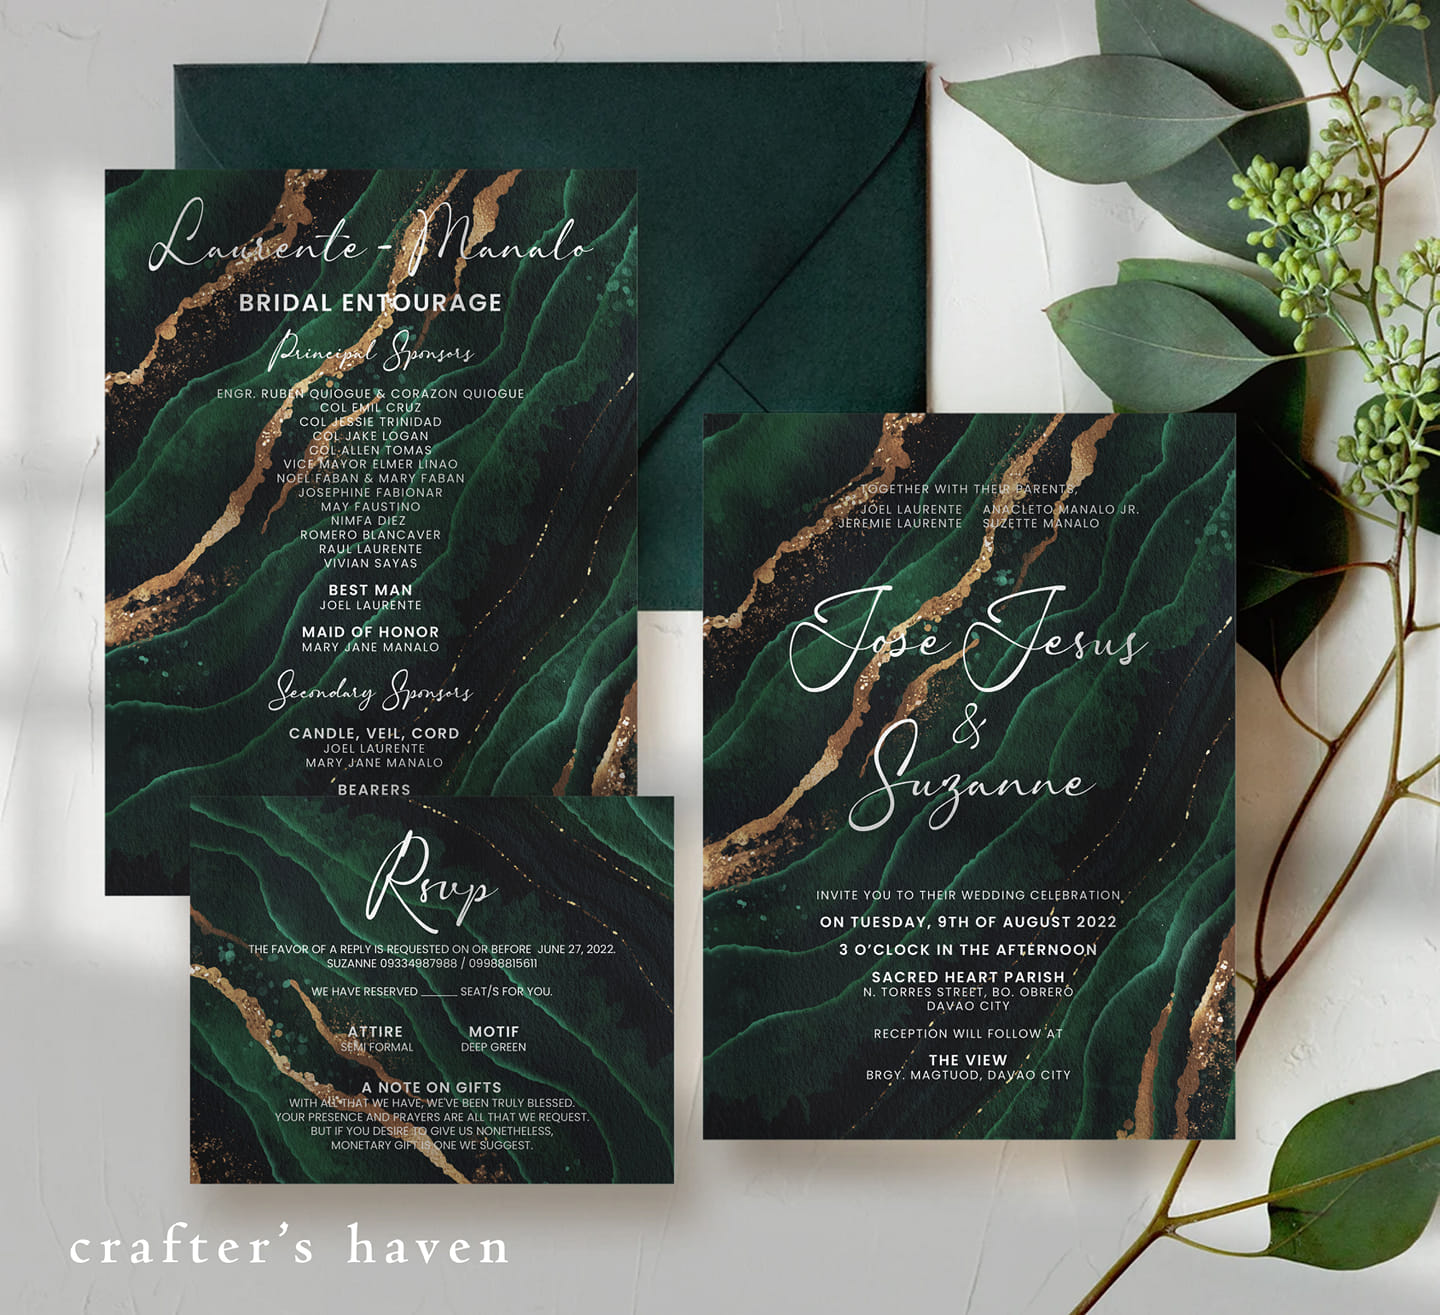 Laurente - Manalo
BRIDAL ENTOURAGE
Principal Sponsors
ENGR. RUBEN QUIOGUE & CORAZON QUIOGUE
COL EMIL CRUZ
COL JESSIE TRINIDAD
COL JAKE LOGAN
COL ALLEN TOMAS
VICE MAYOR ELMER LINAO
NOEL FABAN & MARY FABAN
JOSEPHINE FABIONAR
MAY FAUSTINO
NIMFA DIEZ
ROMERO BLANCAVER
RAUL LAURENTE
VIVIAN SAYAS
BEST MAN
JOEL LAURENTE
MAID OF HONOR
MARY JANE MANALO
Secondary Sponsors
CANDLE, VEIL, CORD
JOEL LAURENTE
MARY JANE MANALO
BEARERS
Rsvp
THE FAVOR OF A REPLY IS REQUESTED ON OR BEFORE JUNE 27, 2022.
SUZANNE 09334987988 / 09988815611
WE HAVE RESERVED ______ SEAT/S FOR YOU.
ATTIRE MOTIF
SEMI FORMAL DEEP GREEN
A NOTE ON GIFTS
WITH ALL THAT WE HAVE, WE'VE BEEN TRULY BLESSED.
YOUR PRESENCE AND PRAYERS ARE ALL THAT WE REQUEST.
BUT IF YOU DESIRE TO GIVE US NONETHELESS,
MONETARY GIFT IS ONE WE SUGGEST.
TOGETHER WITH THEIR PARENTS,
JOEL LAURENTE ANACLETO MANALO JR.
JEREMIE LAURENTE SUZETTE MANALO
Jose Jesus
&
Suzanne
INVITE YOU TO THEIR WEDDING CELEBRATION
ON TUESDAY, 9TH OF AUGUST 2022
3 O'CLOCK IN THE AFTERNOON
SACRED HEART PARISH
N. TORRES STREET, BO. OBRERO
DAVAO CITY
RECEPTION WILL FOLLOW AT
THE VIEW
BRGY. MAGTUOD, DAVAO CITY
crafter's haven